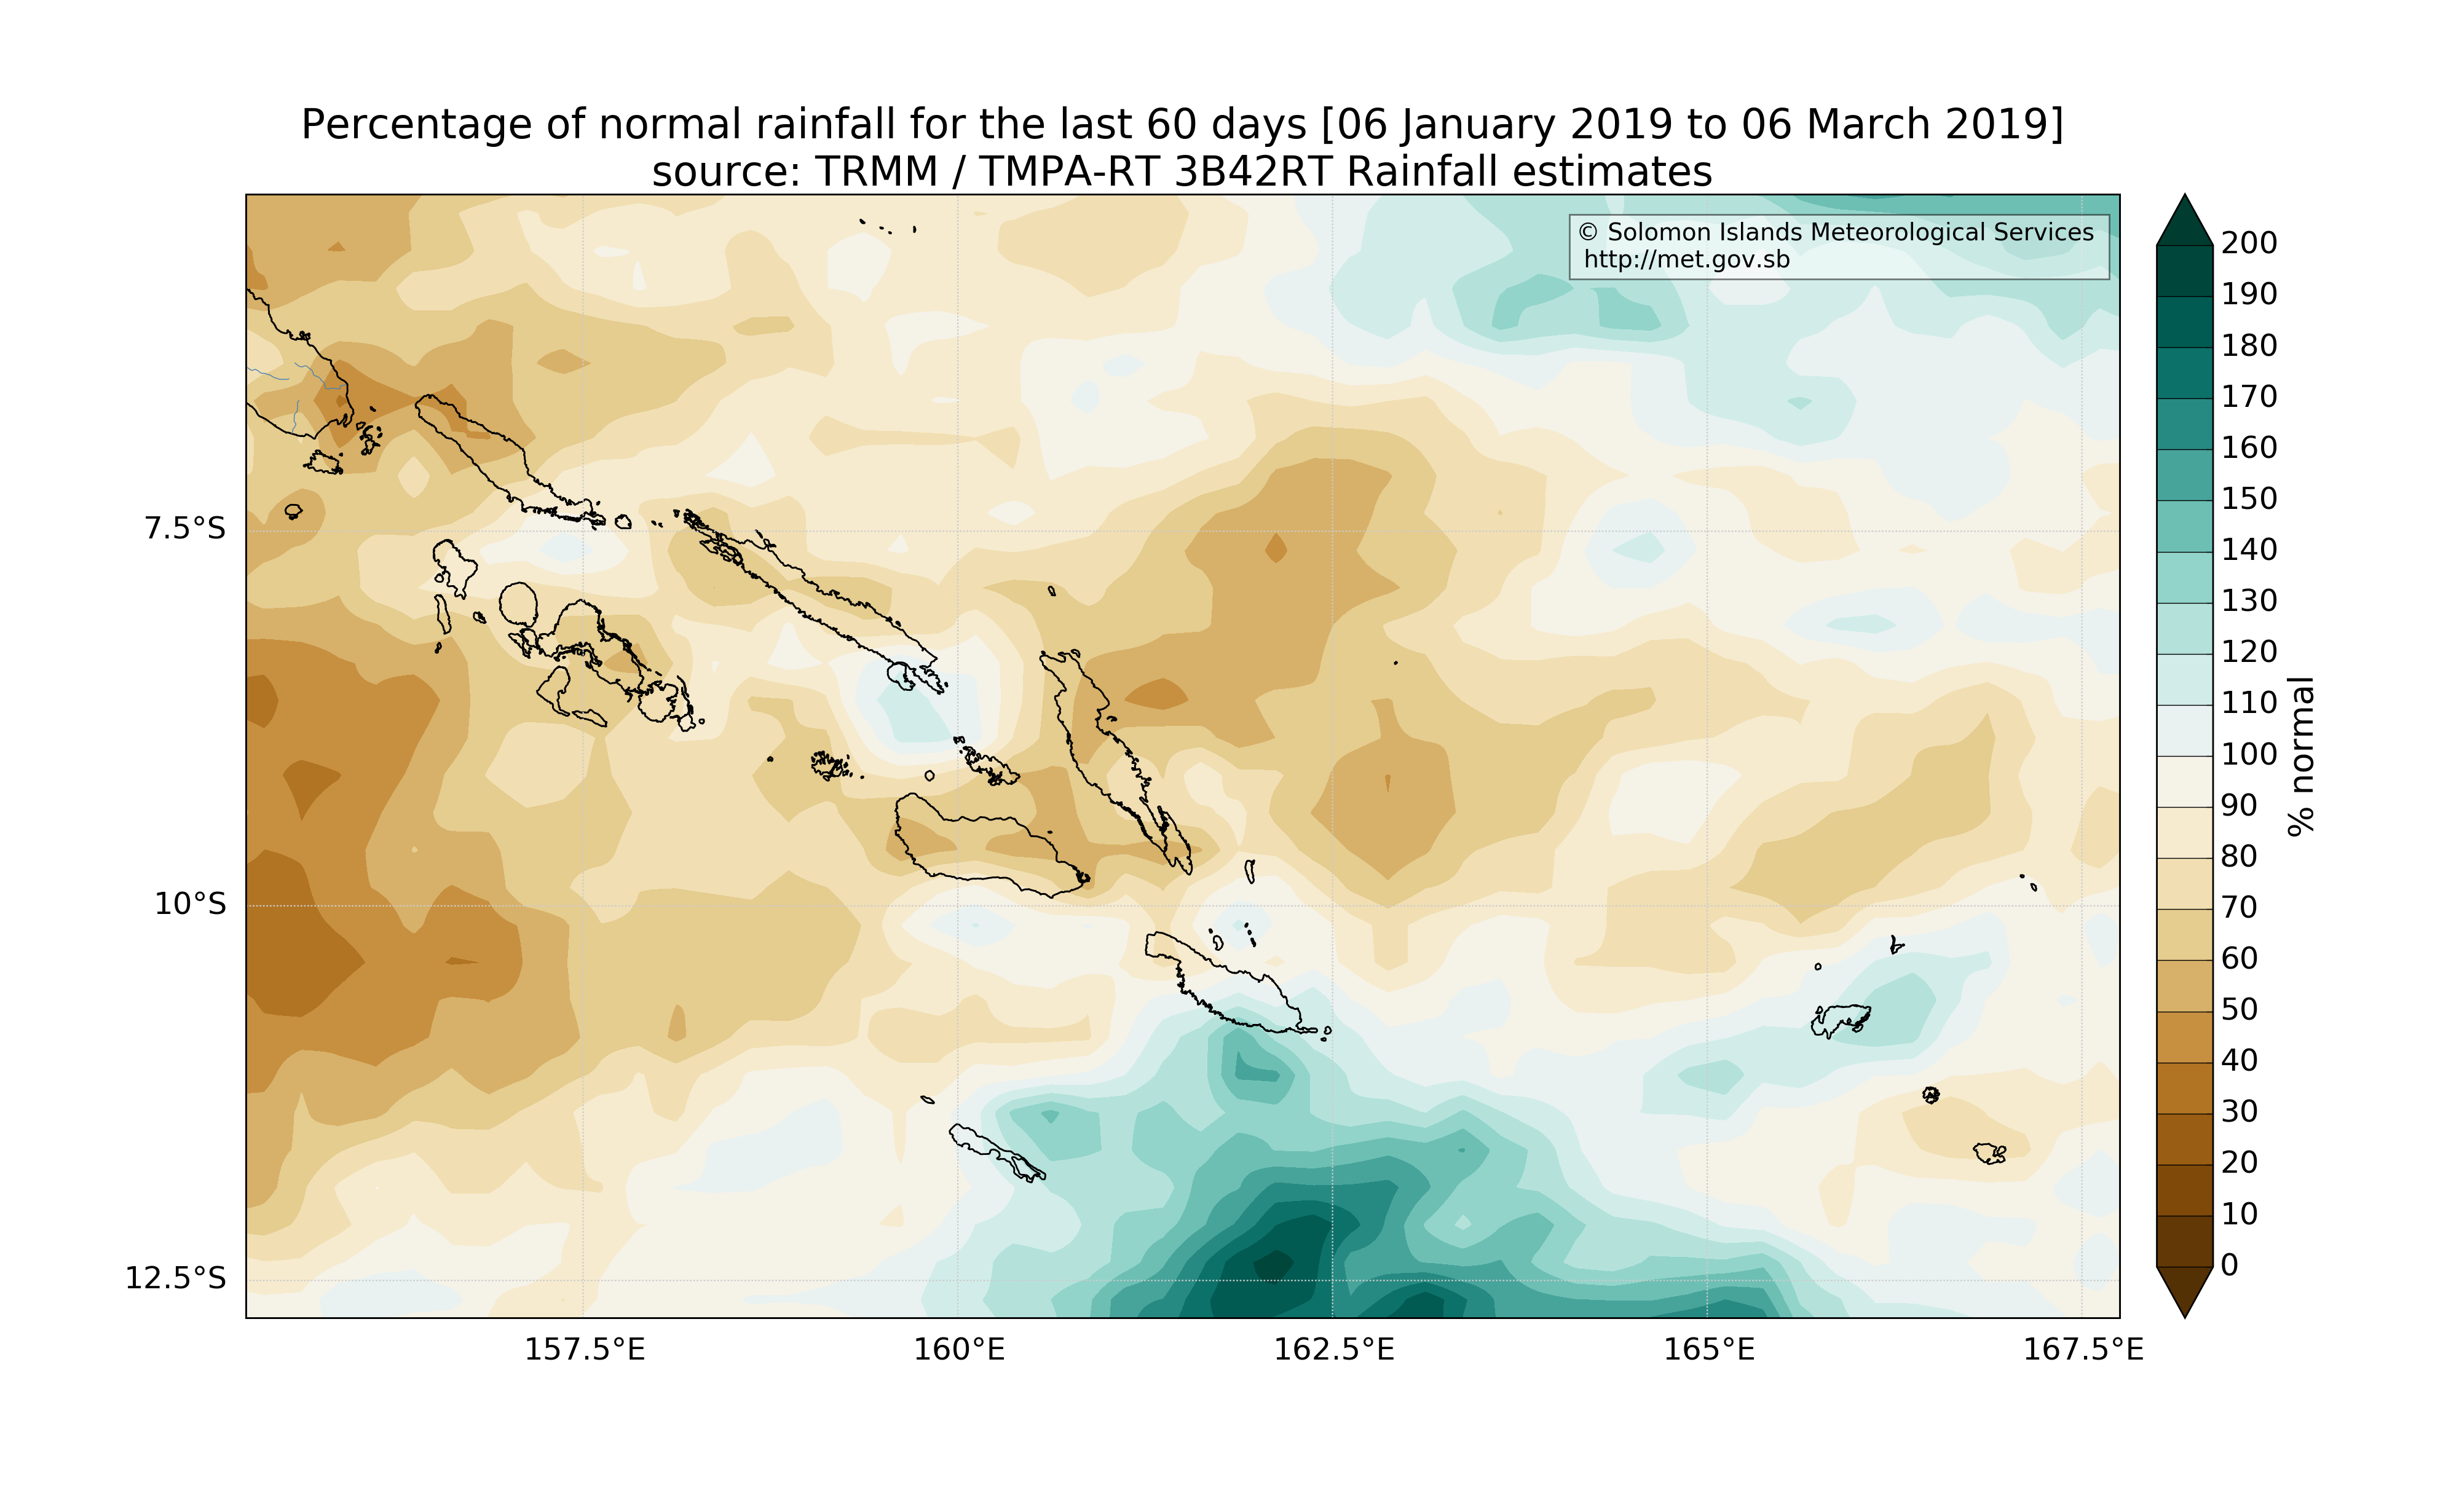 Percentage of normal rainfall for the last 60 days [06 January 2019 to 06 March 2019]
source: TRMM / TMPA-RT 3B42RT Rainfall estimates
© Solomon Islands Meteorological Services
http://met.gov.sb
7.5°S
10°S
12.5°S
157.5°E
160°E
162.5°E
165°E
167.5°E
200
190
180
170
160
150
140
130
120
110
100
90
80
70
60
50
40
30
20
10
0
% normal